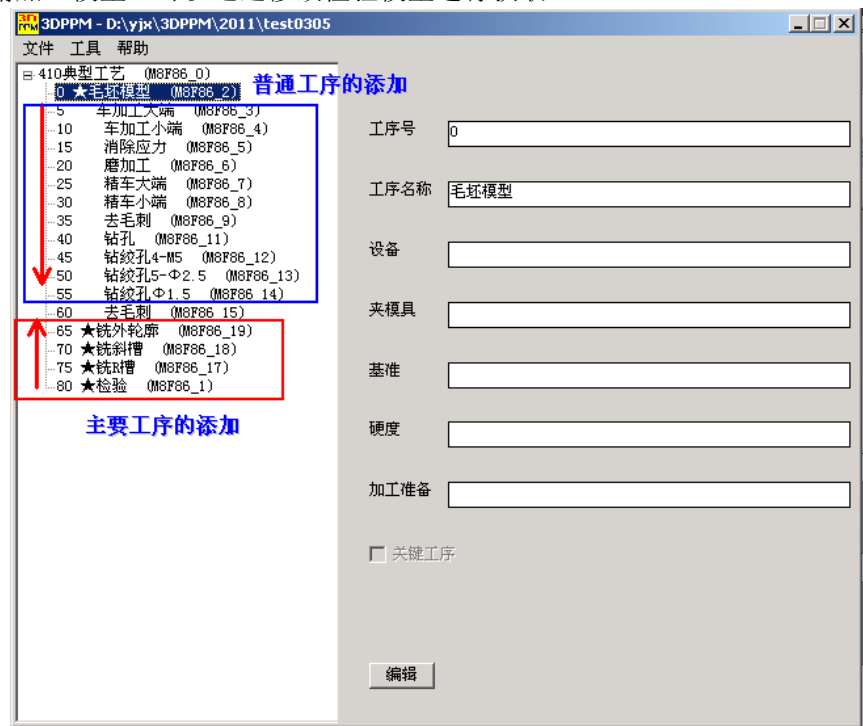 3DPPM - D:\yjx\3DPPM\2011\test0305
文件 工具 帮助
410典型工艺 (M8F86_0)
0 ★毛坯模型 (M8F86_2)
普通工序的添加
5 车加工大端 (M8F86_3)
10 车加工小端 (M8F86_4)
15 消除应力 (M8F86_5)
20 磨加工 (M8F86_6)
25 精车大端 (M8F86_7)
30 精车小端 (M8F86_8)
35 去毛刺 (M8F86_9)
40 钻孔 (M8F86_11)
45 钻绞孔4-M5 (M8F86_12)
50 钻绞孔5-Φ2.5 (M8F86_13)
55 钻绞孔Φ1.5 (M8F86_14)
60 去毛刺 (M8F86_15)
65 ★铣外轮廓 (M8F86_19)
70 ★铣斜槽 (M8F86_18)
75 ★铣R槽 (M8F86_17)
80 ★检验 (M8F86_1)
主要工序的添加
工序号 0
工序名称 毛坯模型
设备
夹模具
基准
硬度
加工准备
关键工序
编辑